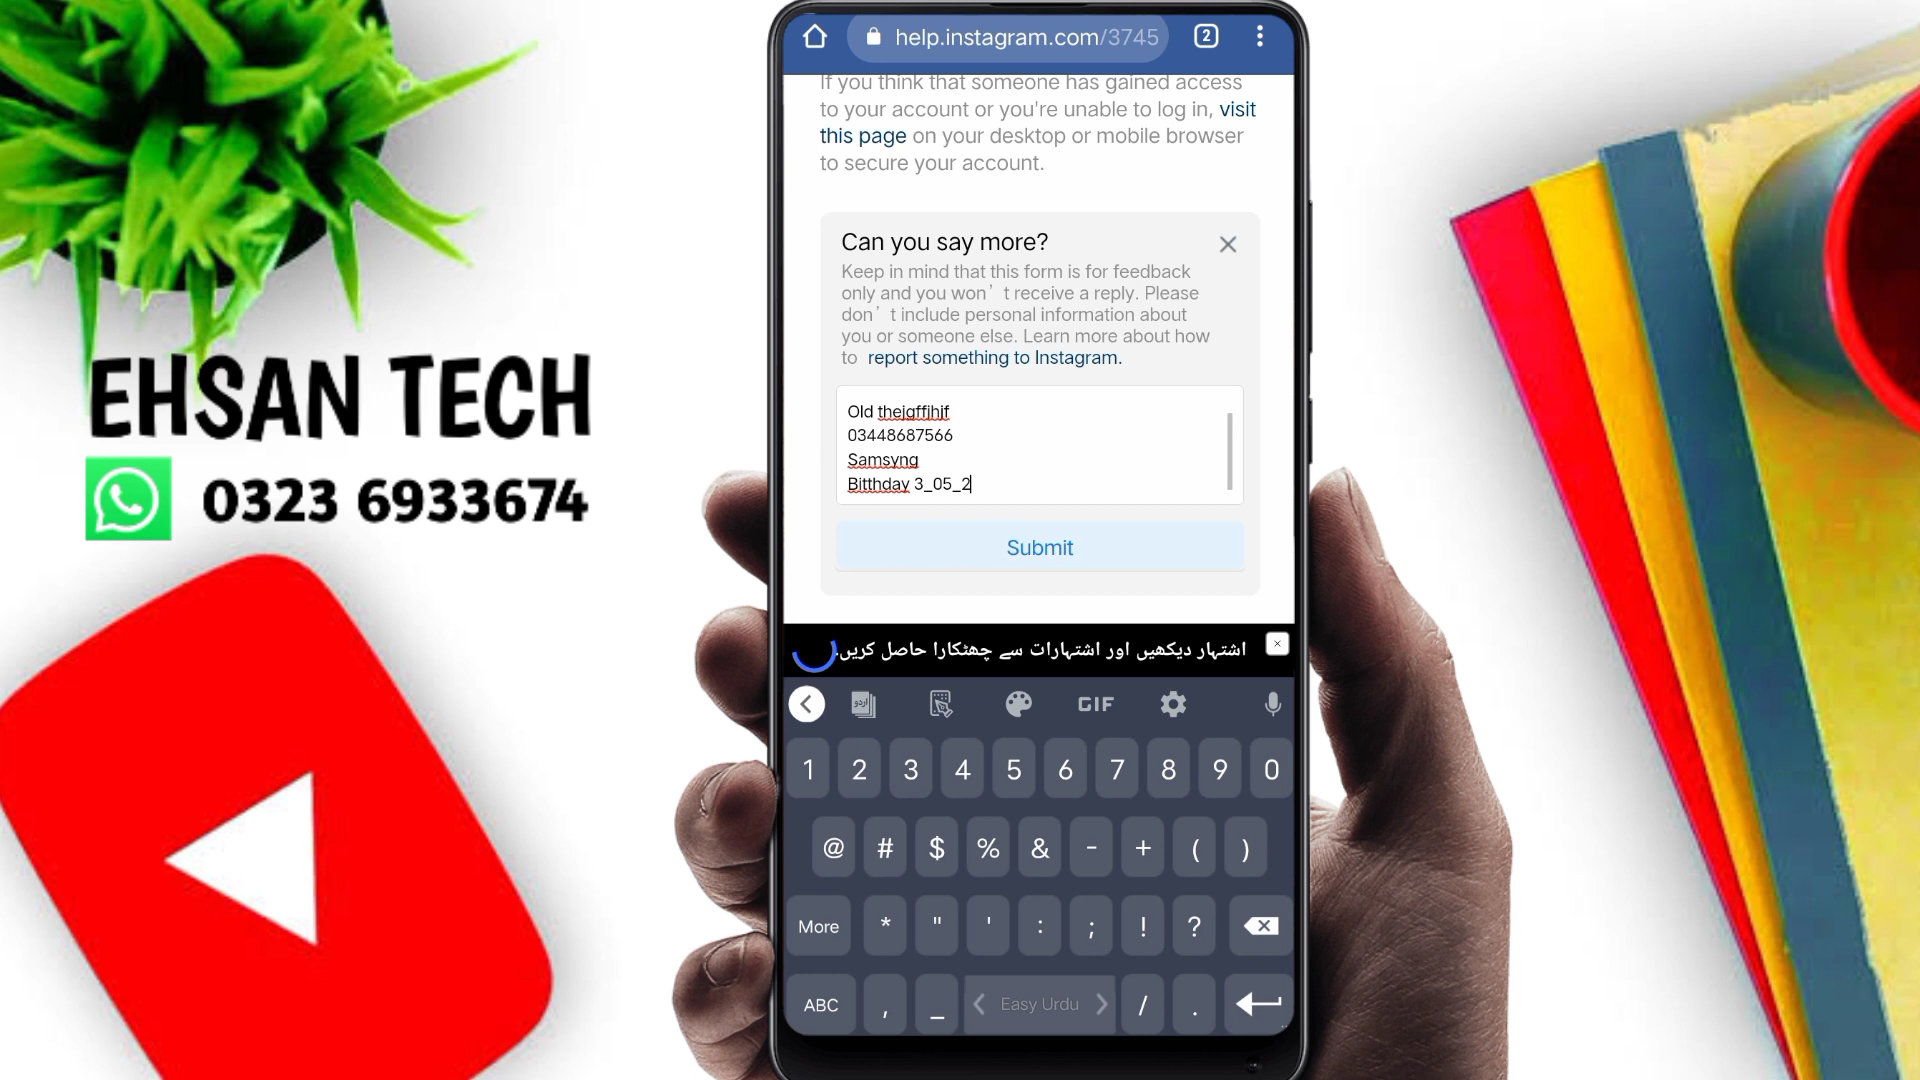 help.instagram.com/3745
2
If you think that someone has gained access
to your account or you're unable to log in, visit
this page on your desktop or mobile browser
to secure your account.
Can you say more?
Keep in mind that this form is for feedback
only and you won't receive a reply. Please
don't include personal information about
you or someone else. Learn more about how
to report something to Instagram.
Old thejgffjhjf
03448687566
Samsyng
Bitthday 3_05_2
Submit
اشتہار دیکھیں اور اشتہارات سے چھٹکارا حاصل کریں۔
اردو
GIF
1 2 3 4 5 6 7 8 9 0
@ # $ % & - + ( )
More * " ' : ; ! ?
ABC , _ Easy Urdu / .
EHSAN TECH
0323 6933674